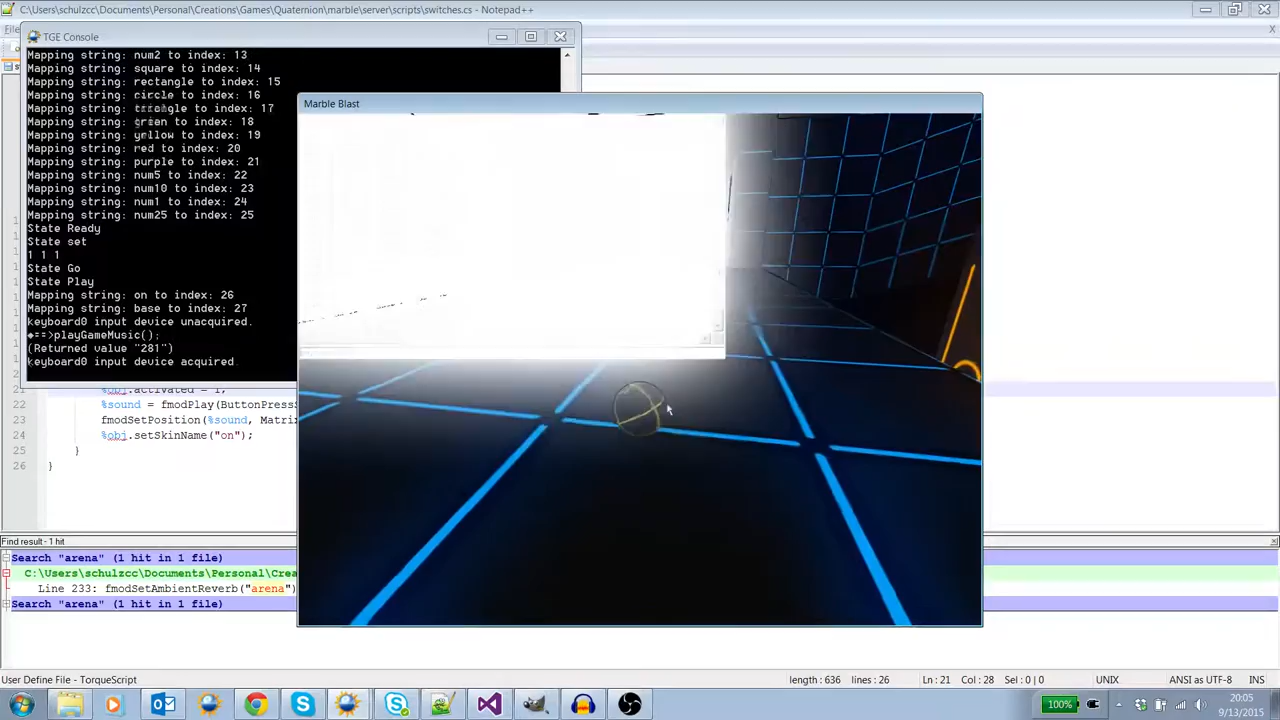 C:\Users\schulzcc\Documents\Personal\Creations\Games\Quaternion\marble\server\scripts\switches.cs - Notepad++
TGE Console
Mapping string: num2 to index: 13
Mapping string: square to index: 14
Mapping string: rectangle to index: 15
Mapping string: circle to index: 16
Mapping string: triangle to index: 17
Mapping string: green to index: 18
Mapping string: yellow to index: 19
Mapping string: red to index: 20
Mapping string: purple to index: 21
Mapping string: num5 to index: 22
Mapping string: num10 to index: 23
Mapping string: num1 to index: 24
Mapping string: num25 to index: 25
State Ready
State set
1 1 1
State Go
State Play
Mapping string: on to index: 26
Mapping string: base to index: 27
keyboard0 input device unacquired.
==>playGameMusic();
(Returned value "281")
keyboard0 input device acquired.
Marble Blast
21 %obj.activated = 1;
22 %sound = fmodPlay(ButtonPressS
23 fmodSetPosition(%sound, Matri
24 %obj.setSkinName("on");
25 }
26 }
Find result - 1 hit
Search "arena" (1 hit in 1 file)
C:\Users\schulzcc\Documents\Personal\Crea
Line 233: fmodSetAmbientReverb("arena")
Search "arena" (1 hit in 1 file)
User Define File - TorqueScript
length : 636 lines : 26
Ln : 21 Col : 28 Sel : 0 | 0
UNIX
ANSI as UTF-8
INS
100%
20:05
9/13/2015